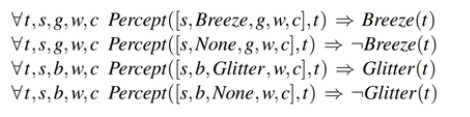 ∀t,s,g,w,c Percept([s,Breeze,g,w,c],t) ⇒ Breeze(t)
∀t,s,g,w,c Percept([s,None,g,w,c],t) ⇒ ¬Breeze(t)
∀t,s,b,w,c Percept([s,b,Glitter,w,c],t) ⇒ Glitter(t)
∀t,s,b,w,c Percept([s,b,None,w,c],t) ⇒ ¬Glitter(t)